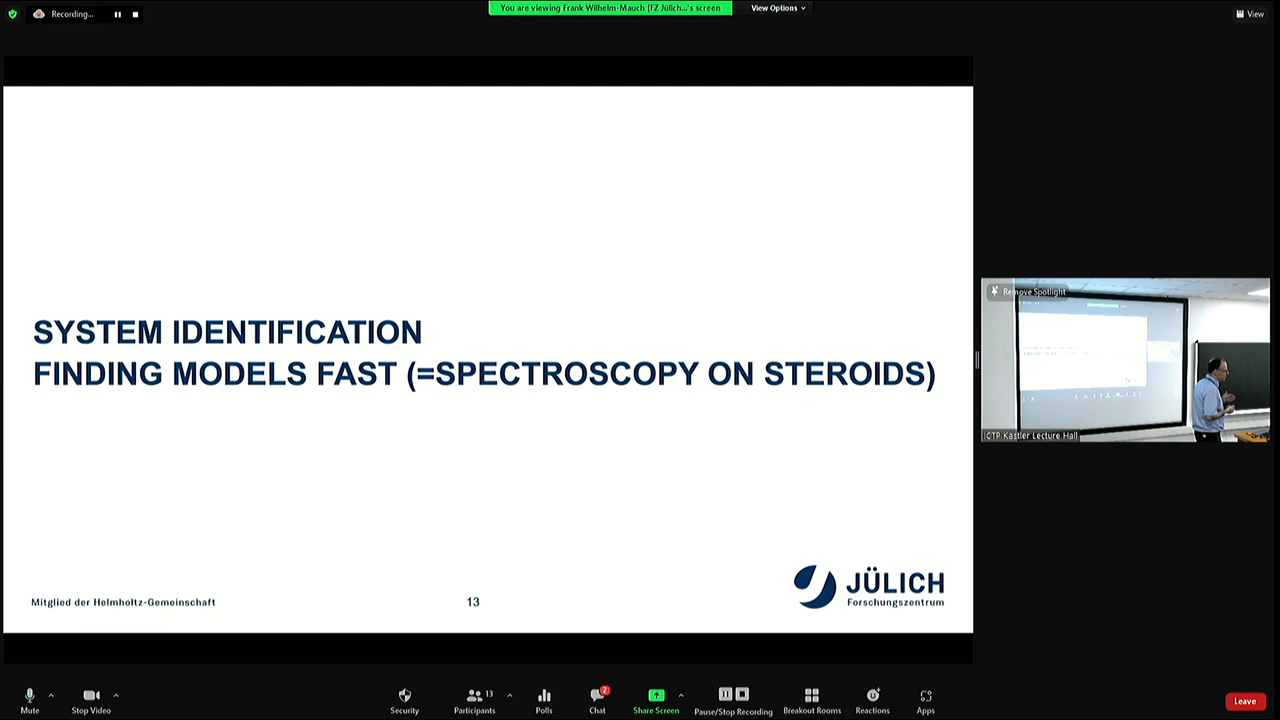 Recording...
You are viewing Frank Wilhelm-Mauch [FZ Jülich...'s screen
View Options
View
SYSTEM IDENTIFICATION
FINDING MODELS FAST (=SPECTROSCOPY ON STEROIDS)
Remove Spotlight
ICTP Kastler Lecture Hall
Mitglied der Helmholtz-Gemeinschaft
13
JÜLICH
Forschungszentrum
Mute
Stop Video
Security
Participants
13
Polls
Chat
2
Share Screen
Pause/Stop Recording
Breakout Rooms
Reactions
Apps
Leave